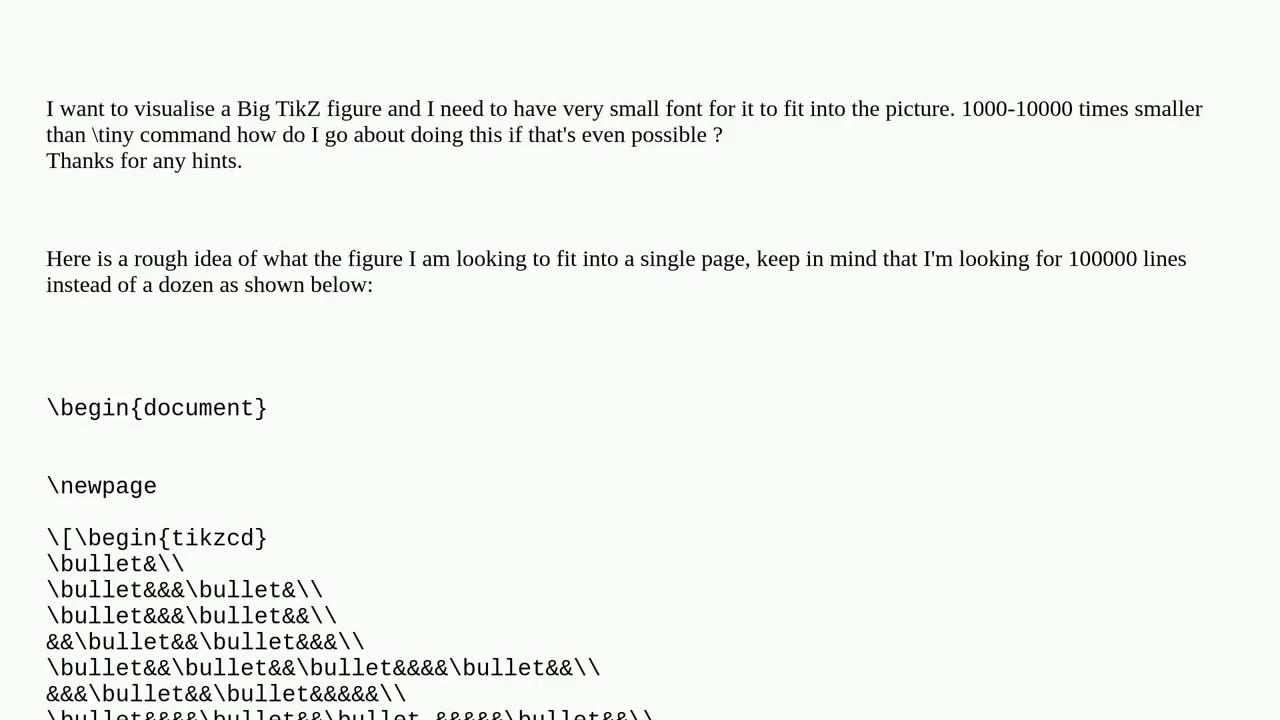 I want to visualise a Big TikZ figure and I need to have very small font for it to fit into the picture. 1000-10000 times smaller
than \tiny command how do I go about doing this if that's even possible ?
Thanks for any hints.
Here is a rough idea of what the figure I am looking to fit into a single page, keep in mind that I'm looking for 100000 lines
instead of a dozen as shown below:
\begin{document}
\newpage
\[\begin{tikzcd}
\bullet&\\
\bullet&&&\bullet&\\
\bullet&&&\bullet&&\\
&&\bullet&&\bullet&&&\\
\bullet&&\bullet&&\bullet&&&&\bullet&&\\
&&&\bullet&&\bullet&&&&&\\
\bullet&&&&\bullet&&\bullet &&&&&\bullet&&\\